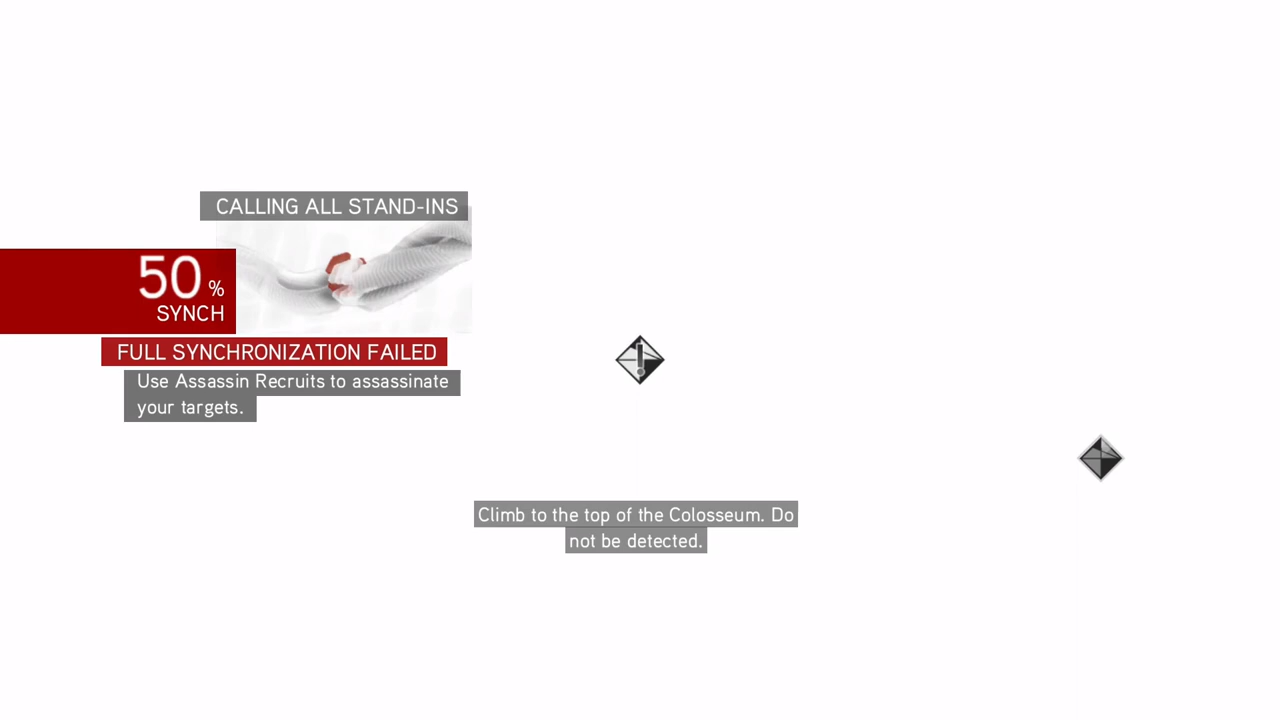 CALLING ALL STAND-INS
50 %
SYNCH
FULL SYNCHRONIZATION FAILED
Use Assassin Recruits to assassinate
your targets.
Climb to the top of the Colosseum. Do
not be detected.